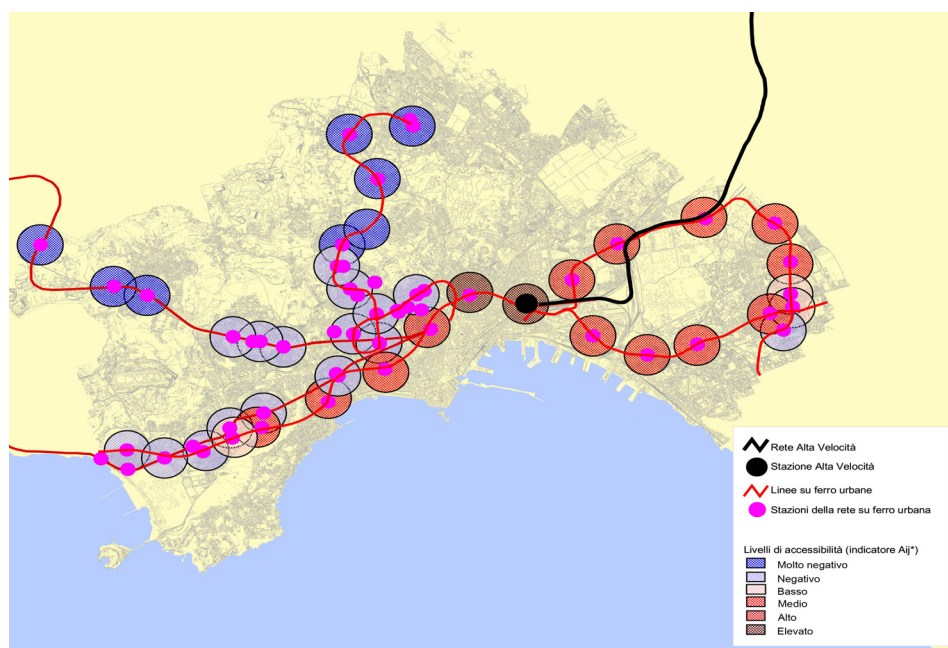 Rete Alta Velocità
Stazione Alta Velocità
Linee su ferro urbane
Stazioni della rete su ferro urbana
Livelli di accessibilità (indicatore Aij*)
Molto negativo
Negativo
Basso
Medio
Alto
Elevato